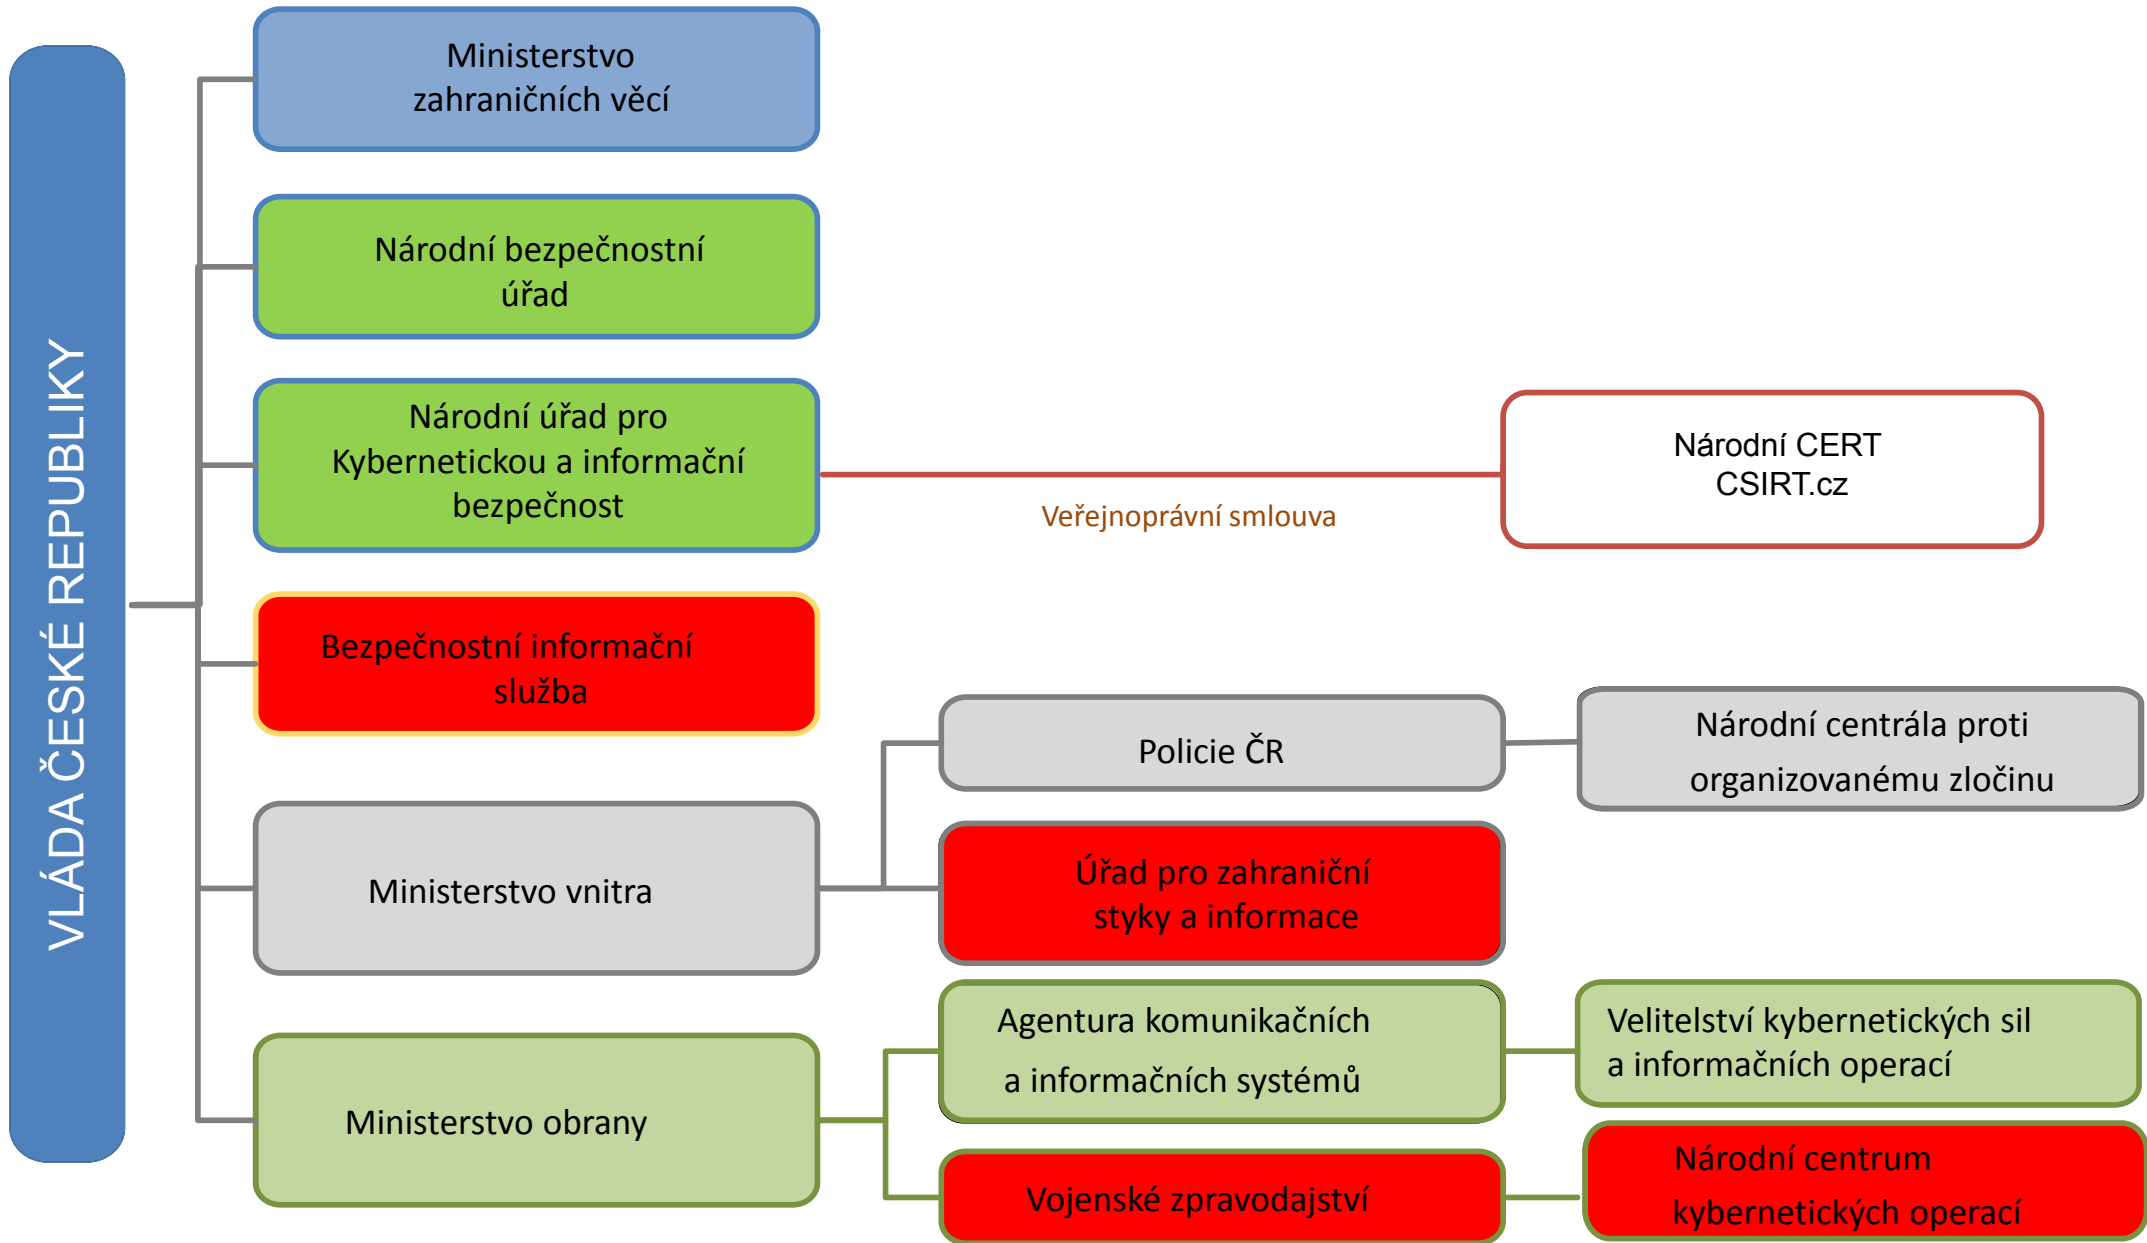 VLÁDA ČESKÉ REPUBLIKY
Ministerstvo
zahraničních věcí
Národní bezpečnostní
úřad
Národní úřad pro
Kybernetickou a informační
bezpečnost
Veřejnoprávní smlouva
Národní CERT
CSIRT.cz
Bezpečnostní informační
služba
Ministerstvo vnitra
Policie ČR
Národní centrála proti
organizovanému zločinu
Úřad pro zahraniční
styky a informace
Ministerstvo obrany
Agentura komunikačních
a informačních systémů
Velitelství kybernetických sil
a informačních operací
Vojenské zpravodajství
Národní centrum
kybernetických operací